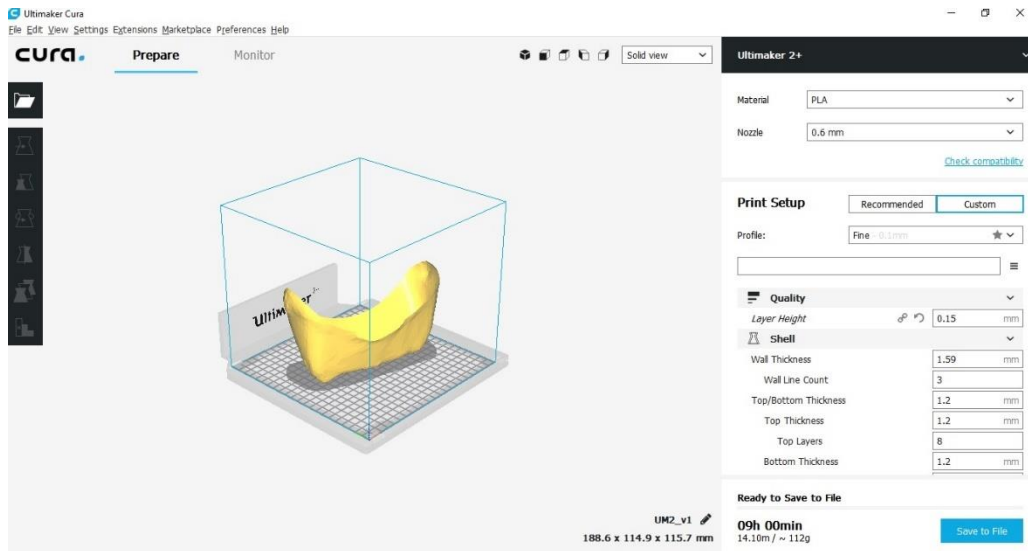 Ultimaker Cura
File Edit View Settings Extensions Marketplace Preferences Help
cura. Prepare Monitor Solid view Ultimaker 2+
Material PLA
Nozzle 0.6 mm
Check compatibility
Print Setup Recommended Custom
Profile: Fine - 0.1mm
Quality
Layer Height 0.15 mm
Shell
Wall Thickness 1.59 mm
Wall Line Count 3
Top/Bottom Thickness 1.2 mm
Top Thickness 1.2 mm
Top Layers 8
Bottom Thickness 1.2 mm
Ready to Save to File
UM2_v1
188.6 x 114.9 x 115.7 mm
09h 00min
14.10m / ~ 112g
Save to File